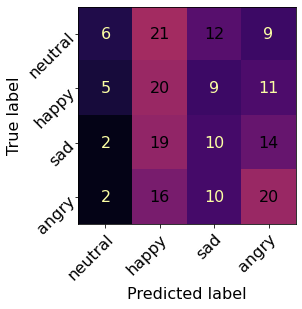 True label
neutral 6 21 12 9
happy 5 20 9 11
sad 2 19 10 14
angry 2 16 10 20
neutral happy sad angry
Predicted label